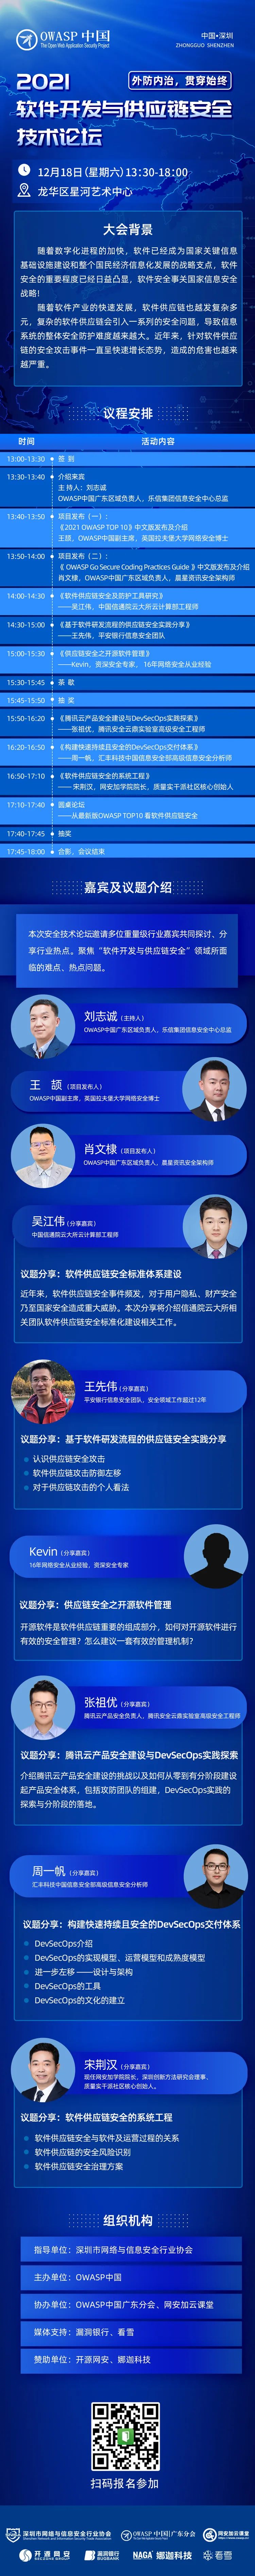 OWASP 中国
The Open Web Application Security Project
中国•深圳
ZHONGGUO SHENZHEN
2021
外防内治，贯穿始终
软件开发与供应链安全
技术论坛
12月18日(星期六)13:30-18:00
龙华区星河艺术中心
大会背景
随着数字化进程的加快，软件已经成为国家关键信息
基础设施建设和整个国民经济信息化发展的战略支点，软件
安全的重要程度已经日益凸显，软件安全事关国家信息安全
战略!
随着软件产业的快速发展，软件供应链也越发复杂多
元，复杂的软件供应链会引入一系列的安全问题，导致信息
系统的整体安全防护难度越来越大。近年来，针对软件供应
链的安全攻击事件一直呈快速增长态势，造成的危害也越来
越严重。
议程安排
时间 活动内容
13:00-13:30 签 到
13:30-13:40 介绍来宾
主 持人：刘志诚
OWASP中国广东区域负责人，乐信集团信息安全中心总监
13:40-13:50 项目发布（一）:
《2021 OWASP TOP 10》中文版发布及介绍
王颉，OWASP中国副主席，英国拉夫堡大学网络安全博士
13:50-14:00 项目发布（二）:
《 OWASP Go Secure Coding Practices Guide 》中文版发布及介绍
肖文棣，OWASP中国广东区域负责人，晨星资讯安全架构师
14:00-14:30 《软件供应链安全及防护工具研究》
——吴江伟，中国信通院云大所云计算部工程师
14:30-15:00 《基于软件研发流程的供应链安全实践分享》
——王先伟，平安银行信息安全团队
15:00-15:30 《供应链安全之开源软件管理》
——Kevin，资深安全专家， 16年网络安全从业经验
15:30-15:45 茶 歇
15:45-15:50 抽 奖
15:50-16:20 《腾讯云产品安全建设与DevSecOps实践探索》
——张祖优，腾讯安全云鼎实验室高级安全工程师
16:20-16:50 《构建快速持续且安全的DevSecOps交付体系》
——周一帆，汇丰科技中国信息安全部高级信息安全分析师
16:50-17:10 《软件供应链安全的系统工程》
—— 宋荆汉，网安加学院院长，质量实干派社区核心创始人
17:10-17:40 圆桌论坛
——从最新版OWASP TOP10 看软件供应链安全
17:40-17:45 抽奖
17:45-18:00 合影，会议结束
嘉宾及议题介绍
本次安全技术论坛邀请多位重量级行业嘉宾共同探讨、分
享行业热点。聚焦“软件开发与供应链安全”领域所面
临的难点、热点问题。
刘志诚（主持人）
OWASP中国广东区域负责人，乐信集团信息安全中心总监
王 颉（项目发布人）
OWASP中国副主席，英国拉夫堡大学网络安全博士
肖文棣（项目发布人）
OWASP中国广东区域负责人，晨星资讯安全架构师
吴江伟（分享嘉宾）
中国信通院云大所云计算部工程师
议题分享：软件供应链安全标准体系建设
近年来，软件供应链安全事件频发，对于用户隐私、财产安全
乃至国家安全造成重大威胁。本次分享将介绍信通院云大所相
关团队软件供应链安全标准化建设相关工作。
王先伟（分享嘉宾）
平安银行信息安全团队，安全领域工作超过12年
议题分享：基于软件研发流程的供应链安全实践分享
认识供应链安全攻击
软件供应链攻击防御左移
对于供应链攻击的个人看法
Kevin（分享嘉宾）
16年网络安全从业经验，资深安全专家
议题分享：供应链安全之开源软件管理
开源软件是软件供应链重要的组成部分，如何对开源软件进行
有效的安全管理？怎么建议一套有效的管理机制？
张祖优（分享嘉宾）
腾讯云产品安全负责人，腾讯安全云鼎实验室高级安全工程师
议题分享：腾讯云产品安全建设与DevSecOps实践探索
介绍腾讯云产品安全建设的挑战以及如何从零到有分阶段建设
起产品安全体系，包括攻防团队的组建，DevSecOps实践的
探索与分阶段的落地。
周一帆（分享嘉宾）
汇丰科技中国信息安全部高级信息安全分析师
议题分享：构建快速持续且安全的DevSecOps交付体系
DevSecOps介绍
DevSecOps的实现模型、运营模型和成熟度模型
进一步左移 ——设计与架构
DevSecOps的工具
DevSecOps的文化的建立
宋荆汉（分享嘉宾）
现任网安加学院院长，深圳创新方法研究会理事，
质量实干派社区核心创始人。
议题分享：软件供应链安全的系统工程
软件供应链安全与软件及运营过程的关系
软件供应链的安全风险识别
软件供应链安全治理方案
组织机构
指导单位：深圳市网络与信息安全行业协会
主办单位：OWASP中国
协办单位：OWASP中国广东分会、网安加云课堂
媒体支持：漏洞银行、看雪
赞助单位：开源网安、娜迦科技
扫码报名参加
深圳市网络与信息安全行业协会
OWASP 中国|广东分会
网安加云课堂
开源网安
SECZONE GROUP
漏洞银行
BUGBANK
NAGA 娜迦科技
看雪